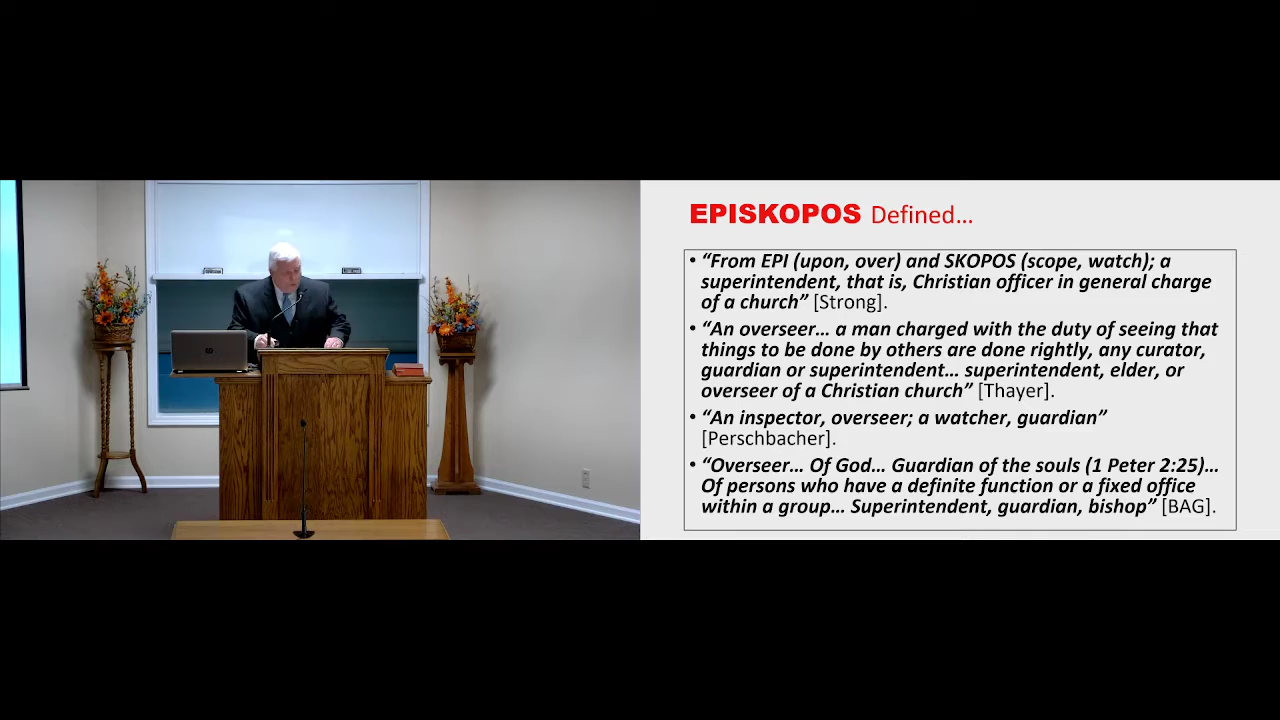 EPISKOPOS Defined...
• “From EPI (upon, over) and SKOPOS (scope, watch); a
superintendent, that is, Christian officer in general charge
of a church” [Strong].
• “An overseer... a man charged with the duty of seeing that
things to be done by others are done rightly, any curator,
guardian or superintendent... superintendent, elder, or
overseer of a Christian church” [Thayer].
• “An inspector, overseer; a watcher, guardian”
[Perschbacher].
• “Overseer... Of God... Guardian of the souls (1 Peter 2:25)...
Of persons who have a definite function or a fixed office
within a group... Superintendent, guardian, bishop” [BAG].